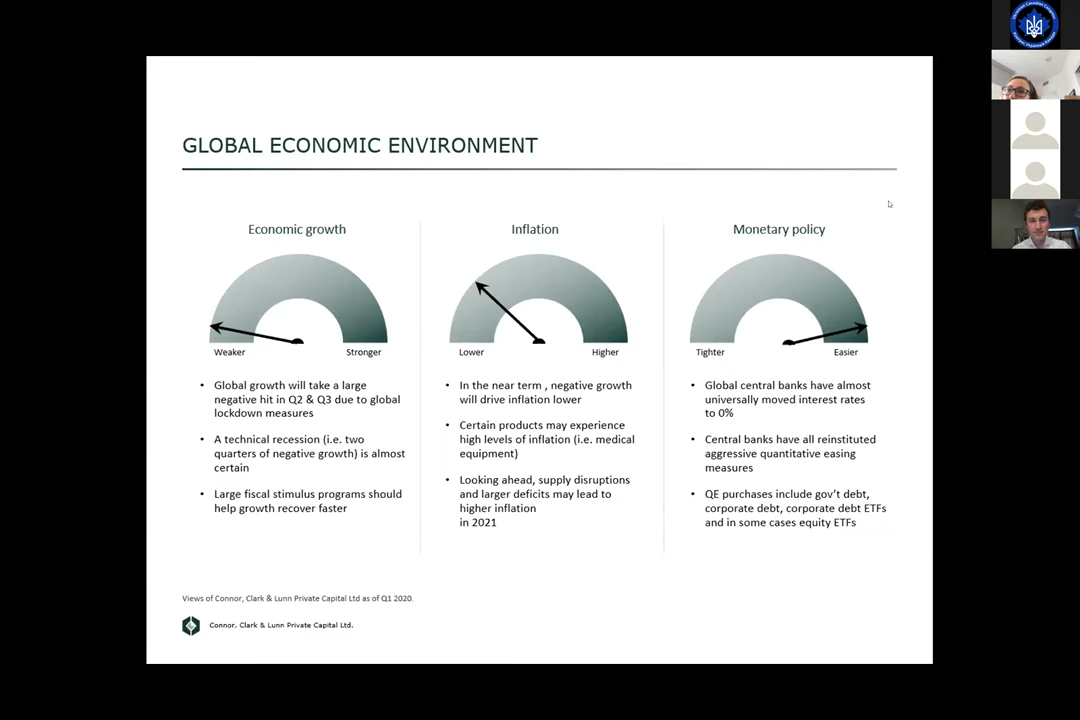 GLOBAL ECONOMIC ENVIRONMENT
Economic growth
Weaker
Stronger
• Global growth will take a large
negative hit in Q2 & Q3 due to global
lockdown measures
• A technical recession (i.e. two
quarters of negative growth) is almost
certain
• Large fiscal stimulus programs should
help growth recover faster
Inflation
Lower
Higher
• In the near term , negative growth
will drive inflation lower
• Certain products may experience
high levels of inflation (i.e. medical
equipment)
• Looking ahead, supply disruptions
and larger deficits may lead to
higher inflation
in 2021
Monetary policy
Tighter
Easier
• Global central banks have almost
universally moved interest rates
to 0%
• Central banks have all reinstituted
aggressive quantitative easing
measures
• QE purchases include gov’t debt,
corporate debt, corporate debt ETFs
and in some cases equity ETFs
Views of Connor, Clark & Lunn Private Capital Ltd as of Q1 2020.
Connor, Clark & Lunn Private Capital Ltd.